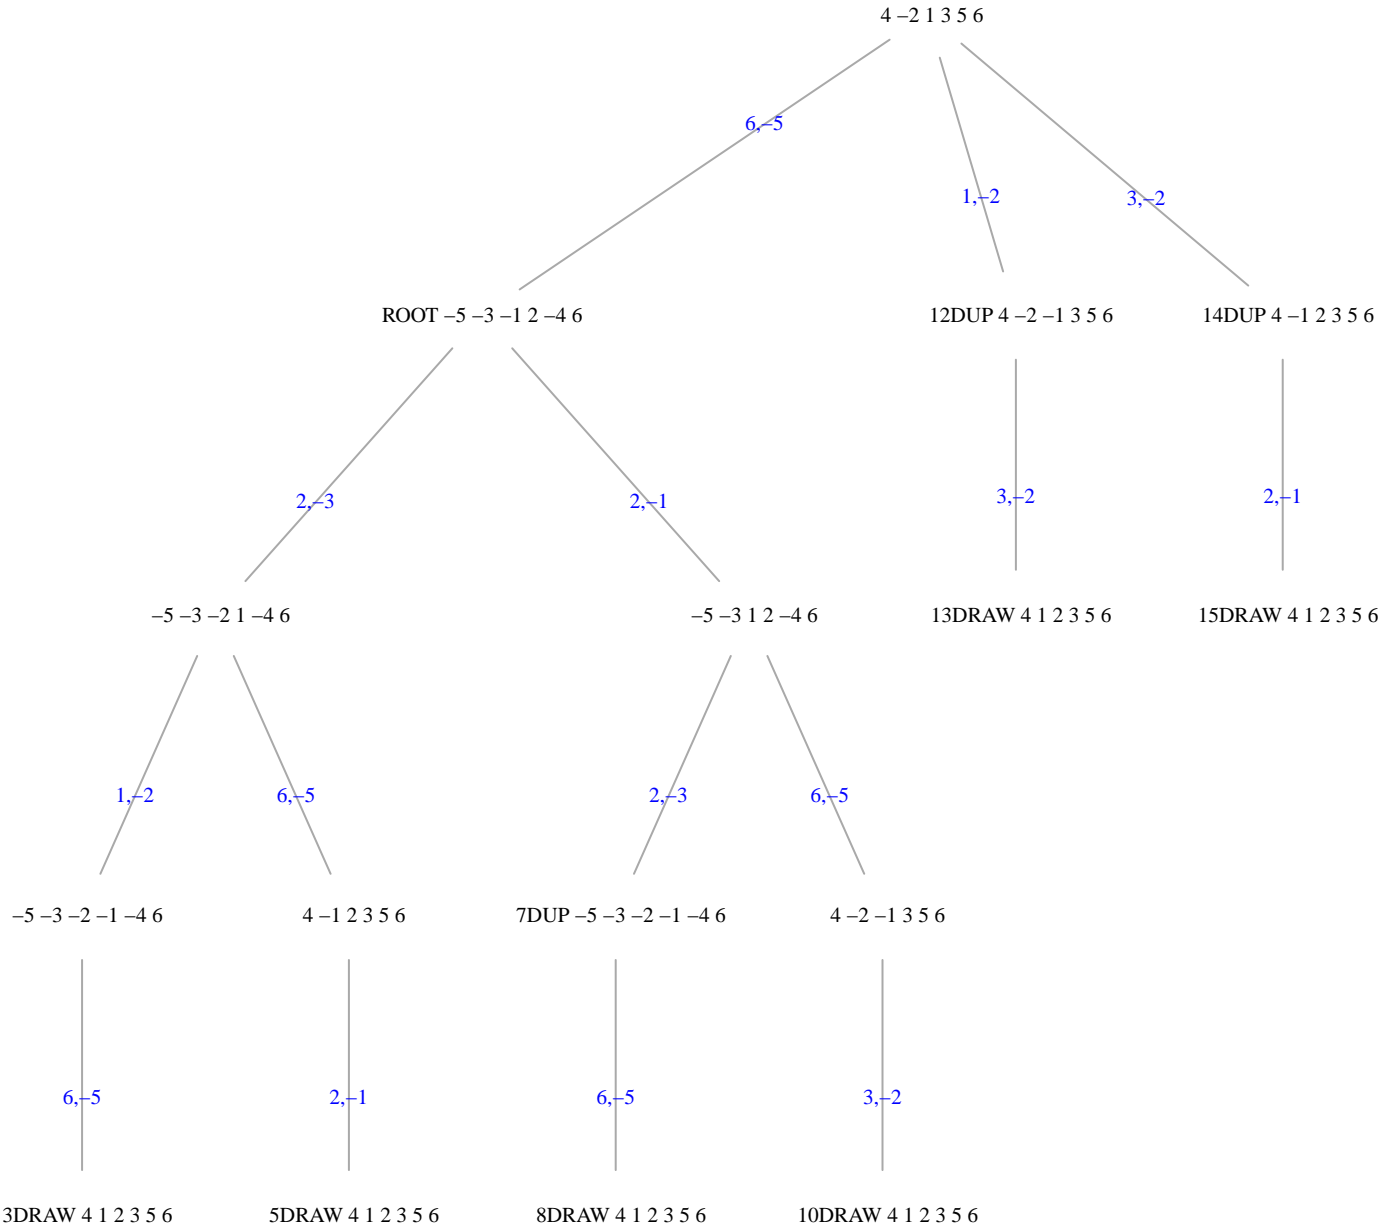 4 –2 1 3 5 6
6,–5
1,–2
3,–2
ROOT –5 –3 –1 2 –4 6
12DUP 4 –2 –1 3 5 6
14DUP 4 –1 2 3 5 6
2,–3
2,–1
3,–2
2,–1
–5 –3 –2 1 –4 6
–5 –3 1 2 –4 6
13DRAW 4 1 2 3 5 6
15DRAW 4 1 2 3 5 6
1,–2
6,–5
2,–3
6,–5
–5 –3 –2 –1 –4 6
4 –1 2 3 5 6
7DUP –5 –3 –2 –1 –4 6
4 –2 –1 3 5 6
6,–5
2,–1
6,–5
3,–2
3DRAW 4 1 2 3 5 6
5DRAW 4 1 2 3 5 6
8DRAW 4 1 2 3 5 6
10DRAW 4 1 2 3 5 6